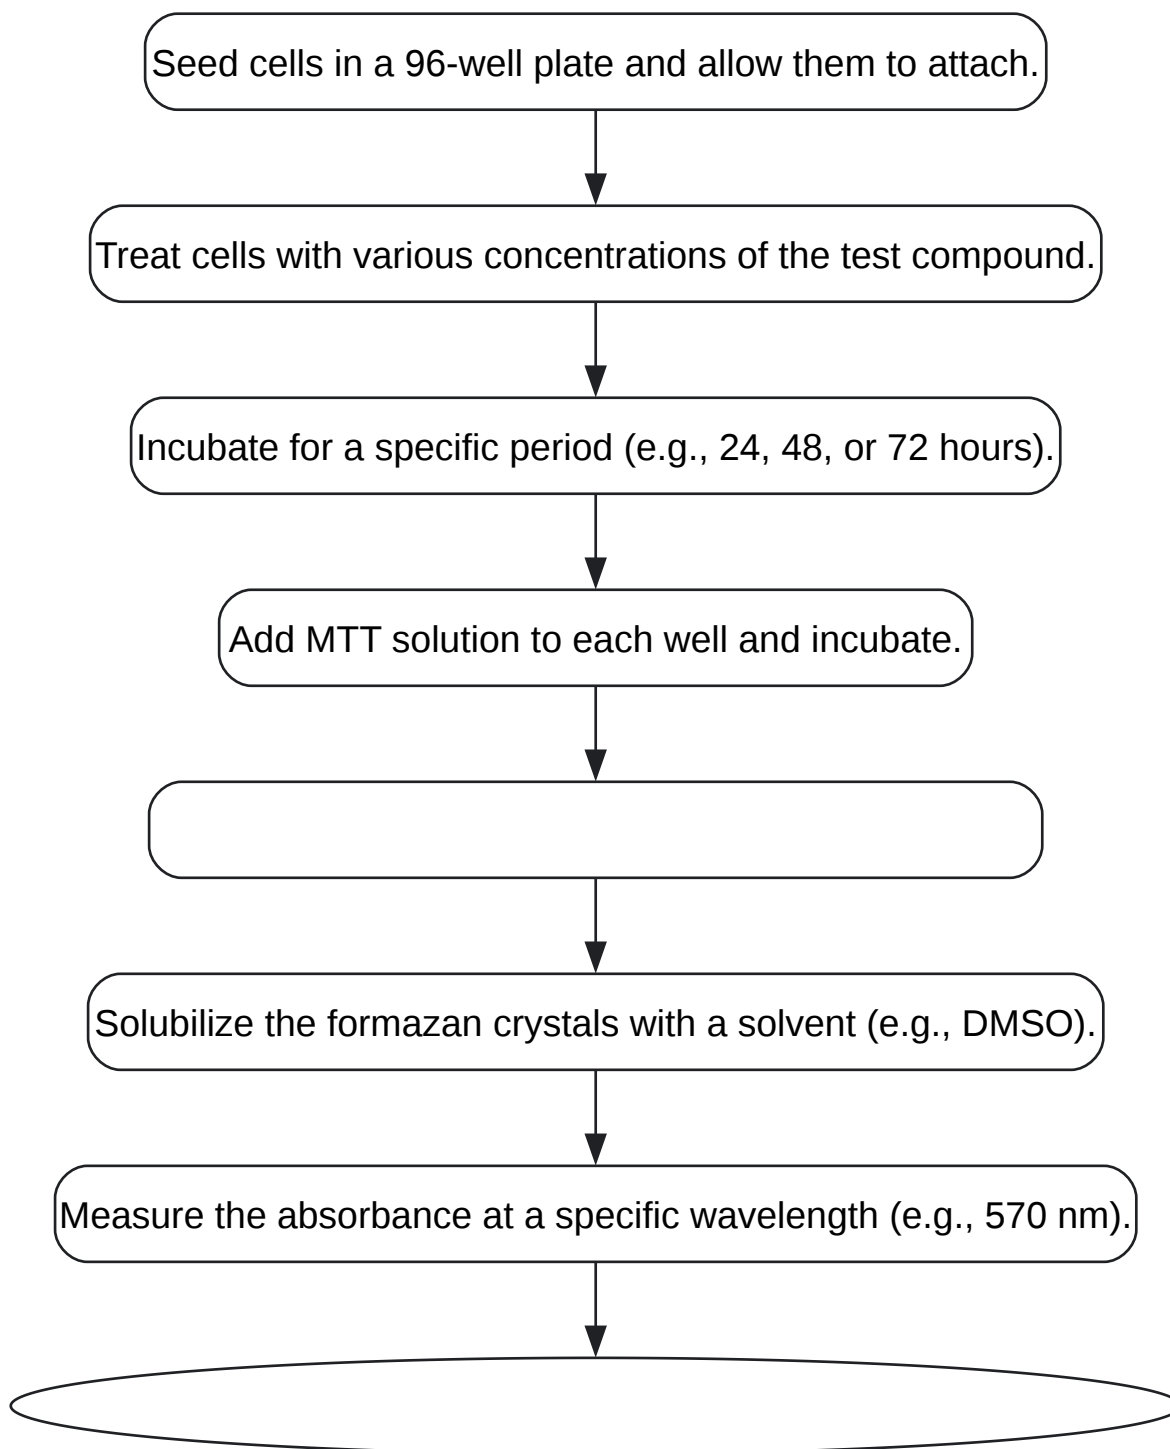 Seed cells in a 96-well plate and allow them to attach.
Treat cells with various concentrations of the test compound.
Incubate for a specific period (e.g., 24, 48, or 72 hours).
Add MTT solution to each well and incubate.
Solubilize the formazan crystals with a solvent (e.g., DMSO).
Measure the absorbance at a specific wavelength (e.g., 570 nm).